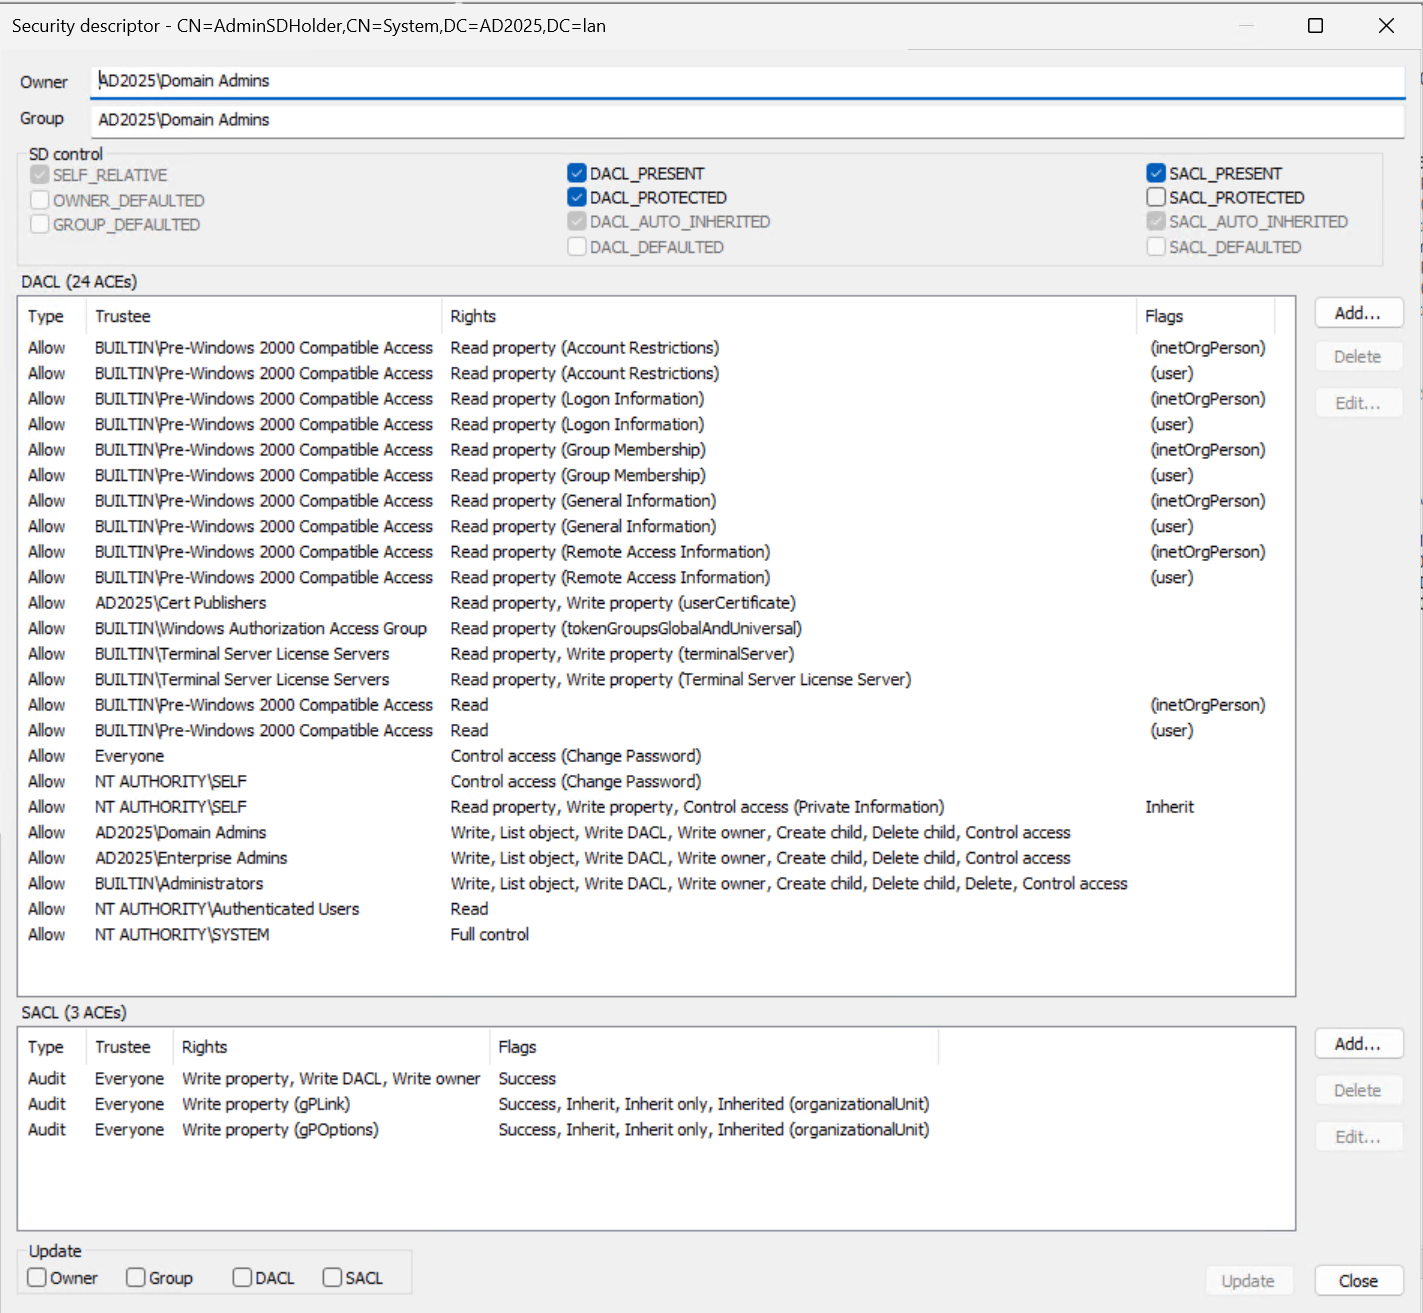 Security descriptor - CN=AdminSDHolder,CN=System,DC=AD2025,DC=lan
Owner AD2025\Domain Admins
Group AD2025\Domain Admins
SD control
SELF_RELATIVE DACL_PRESENT SACL_PRESENT
OWNER_DEFAULTED DACL_PROTECTED SACL_PROTECTED
GROUP_DEFAULTED DACL_AUTO_INHERITED SACL_AUTO_INHERITED
DACL_DEFAULTED SACL_DEFAULTED
DACL (24 ACEs)
Type Trustee Rights Flags Add...
Allow BUILTIN\Pre-Windows 2000 Compatible Access Read property (Account Restrictions) (inetOrgPerson) Delete
Allow BUILTIN\Pre-Windows 2000 Compatible Access Read property (Account Restrictions) (user)
Allow BUILTIN\Pre-Windows 2000 Compatible Access Read property (Logon Information) (inetOrgPerson) Edit...
Allow BUILTIN\Pre-Windows 2000 Compatible Access Read property (Logon Information) (user)
Allow BUILTIN\Pre-Windows 2000 Compatible Access Read property (Group Membership) (inetOrgPerson)
Allow BUILTIN\Pre-Windows 2000 Compatible Access Read property (Group Membership) (user)
Allow BUILTIN\Pre-Windows 2000 Compatible Access Read property (General Information) (inetOrgPerson)
Allow BUILTIN\Pre-Windows 2000 Compatible Access Read property (General Information) (user)
Allow BUILTIN\Pre-Windows 2000 Compatible Access Read property (Remote Access Information) (inetOrgPerson)
Allow BUILTIN\Pre-Windows 2000 Compatible Access Read property (Remote Access Information) (user)
Allow AD2025\Cert Publishers Read property, Write property (userCertificate)
Allow BUILTIN\Windows Authorization Access Group Read property (tokenGroupsGlobalAndUniversal)
Allow BUILTIN\Terminal Server License Servers Read property, Write property (terminalServer)
Allow BUILTIN\Terminal Server License Servers Read property, Write property (Terminal Server License Server)
Allow BUILTIN\Pre-Windows 2000 Compatible Access Read (inetOrgPerson)
Allow BUILTIN\Pre-Windows 2000 Compatible Access Read (user)
Allow Everyone Control access (Change Password)
Allow NT AUTHORITY\SELF Control access (Change Password)
Allow NT AUTHORITY\SELF Read property, Write property, Control access (Private Information) Inherit
Allow AD2025\Domain Admins Write, List object, Write DACL, Write owner, Create child, Delete child, Control access
Allow AD2025\Enterprise Admins Write, List object, Write DACL, Write owner, Create child, Delete child, Control access
Allow BUILTIN\Administrators Write, List object, Write DACL, Write owner, Create child, Delete child, Delete, Control access
Allow NT AUTHORITY\Authenticated Users Read
Allow NT AUTHORITY\SYSTEM Full control
SACL (3 ACEs)
Type Trustee Rights Flags Add...
Audit Everyone Write property, Write DACL, Write owner Success
Audit Everyone Write property (gPLink) Success, Inherit, Inherit only, Inherited (organizationalUnit) Delete
Audit Everyone Write property (gPOptions) Success, Inherit, Inherit only, Inherited (organizationalUnit) Edit...
Update
Owner Group DACL SACL Update Close